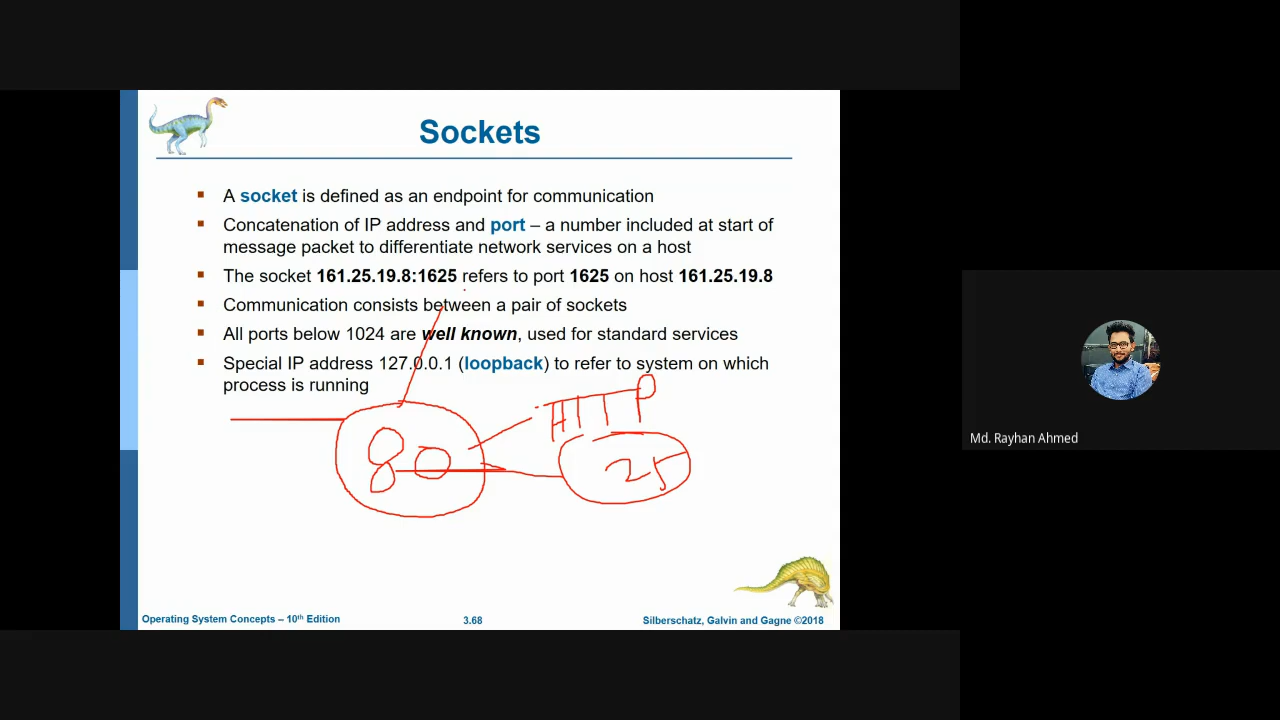 Sockets
A socket is defined as an endpoint for communication
Concatenation of IP address and port – a number included at start of
message packet to differentiate network services on a host
The socket 161.25.19.8:1625 refers to port 1625 on host 161.25.19.8
Communication consists between a pair of sockets
All ports below 1024 are well known, used for standard services
Special IP address 127.0.0.1 (loopback) to refer to system on which
process is running
HTTP
80
25
Md. Rayhan Ahmed
Operating System Concepts – 10th Edition
3.68
Silberschatz, Galvin and Gagne ©2018